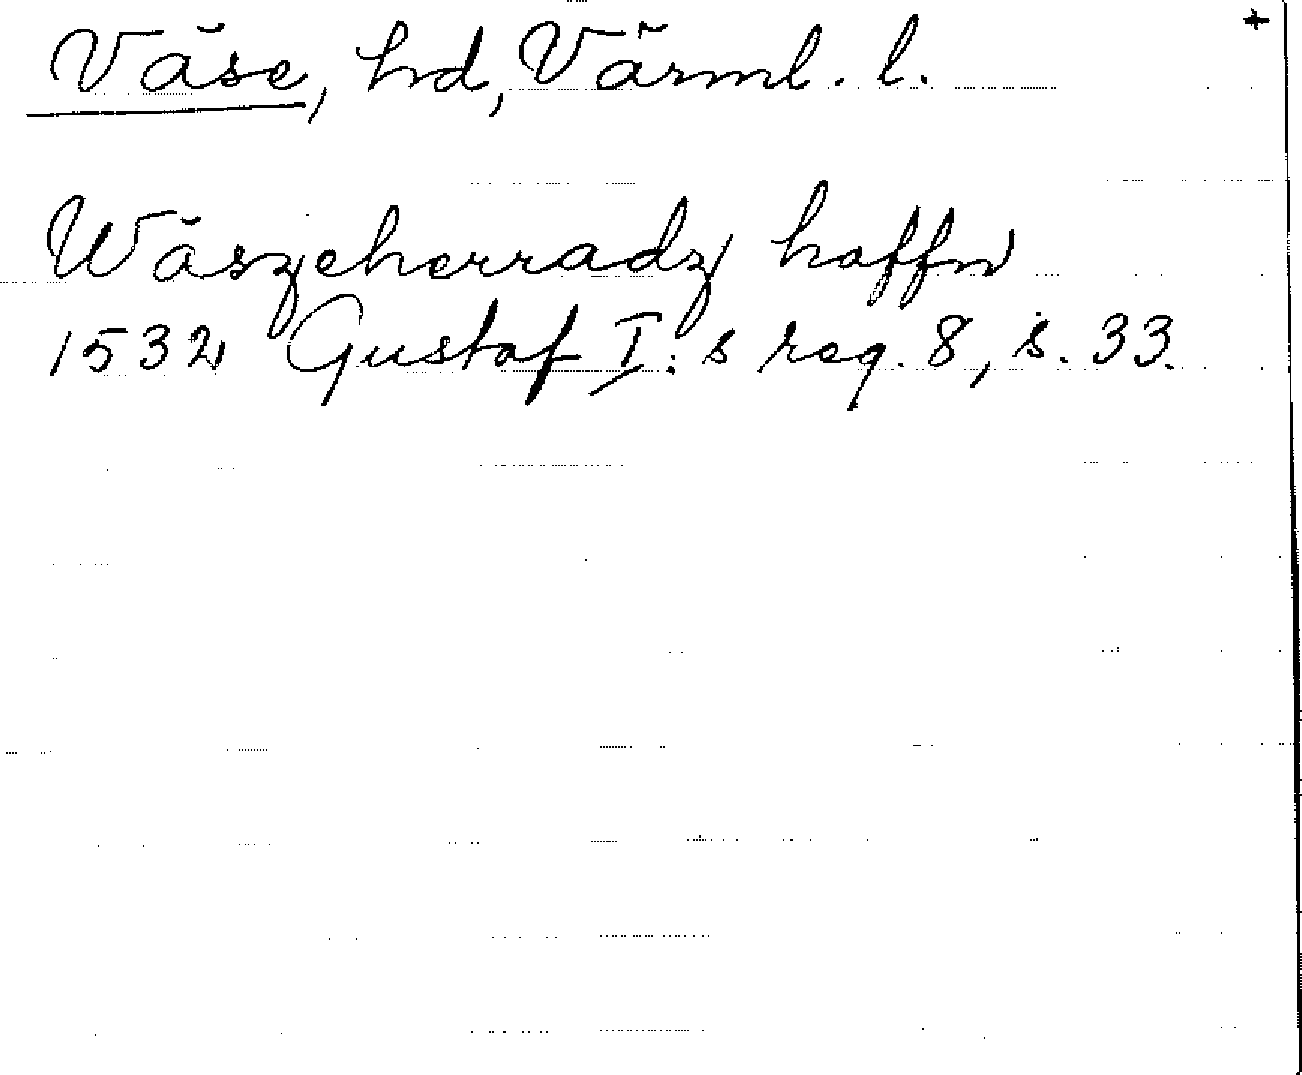 Väse, hd, Värml. l. +
Wäszeherradz haffn
1532 Gustaf I: s reg. 8, s. 33.